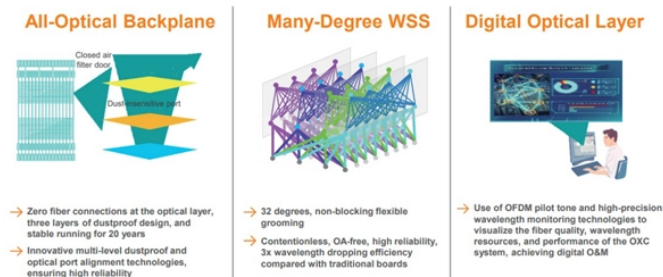 All-Optical Backplane
Closed air
filter door
Dust-insensitive port
Zero fiber connections at the optical layer,
three layers of dustproof design, and
stable running for 20 years
Innovative multi-level dustproof and
optical port alignment technologies,
ensuring high reliability
Many-Degree WSS
32 degrees, non-blocking flexible
grooming
Contentionless, OA-free, high reliability,
3x wavelength dropping efficiency
compared with traditional boards
Digital Optical Layer
Use of OFDM pilot tone and high-precision
wavelength monitoring technologies to
visualize the fiber quality, wavelength
resources, and performance of the OXC
system, achieving digital O&M